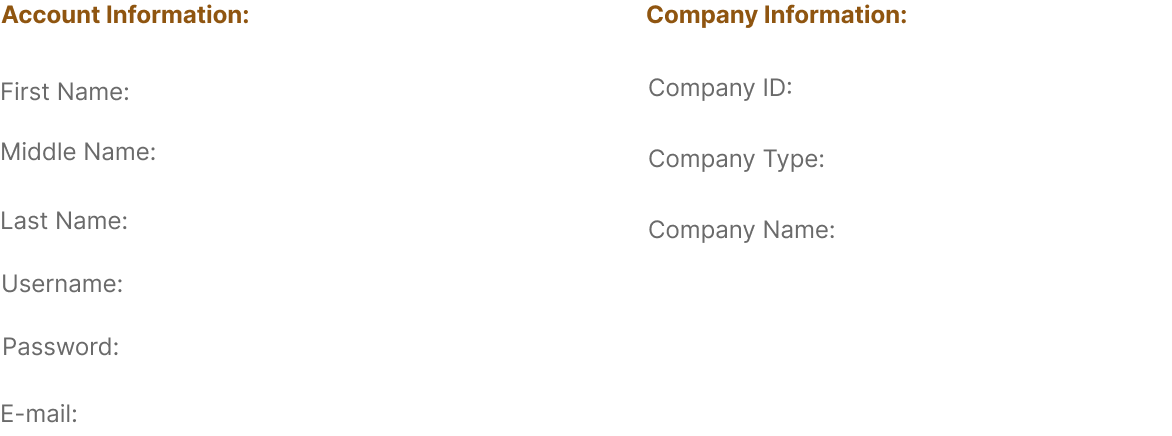 Account Information:
First Name:
Middle Name:
Last Name:
Username:
Password:
E-mail:
Company Information:
Company ID:
Company Type:
Company Name: